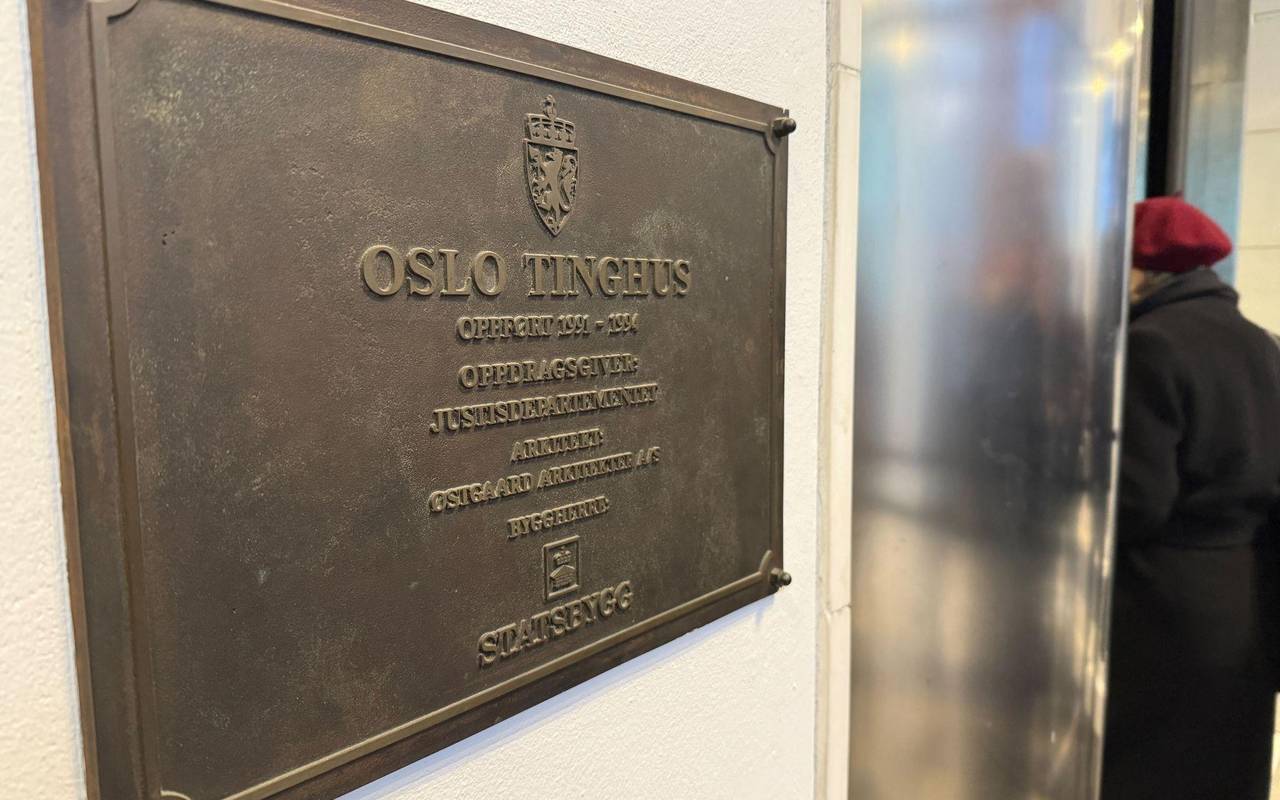 OSLO TINGHUS
OPPFØRT 1991 - 1994
OPPDRAGSGIVER:
JUSTISDEPARTEMENTET
ARKITEKT:
ØSTGAARD ARKITEKTER A/S
BYGGHERRE:
STATSBYGG